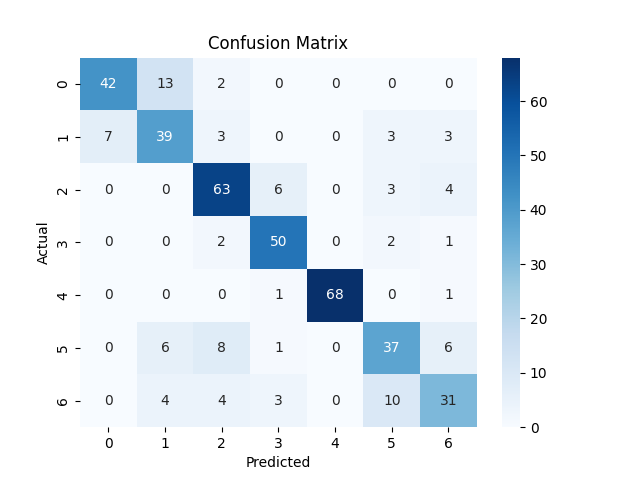 Confusion Matrix
0 42 13 2 0 0 0 0
1 7 39 3 0 0 3 3
2 0 0 63 6 0 3 4
3 0 0 2 50 0 2 1
4 0 0 0 1 68 0 1
5 0 6 8 1 0 37 6
6 0 4 4 3 0 10 31
0 1 2 3 4 5 6
Predicted
Actual
60
50
40
30
20
10
0